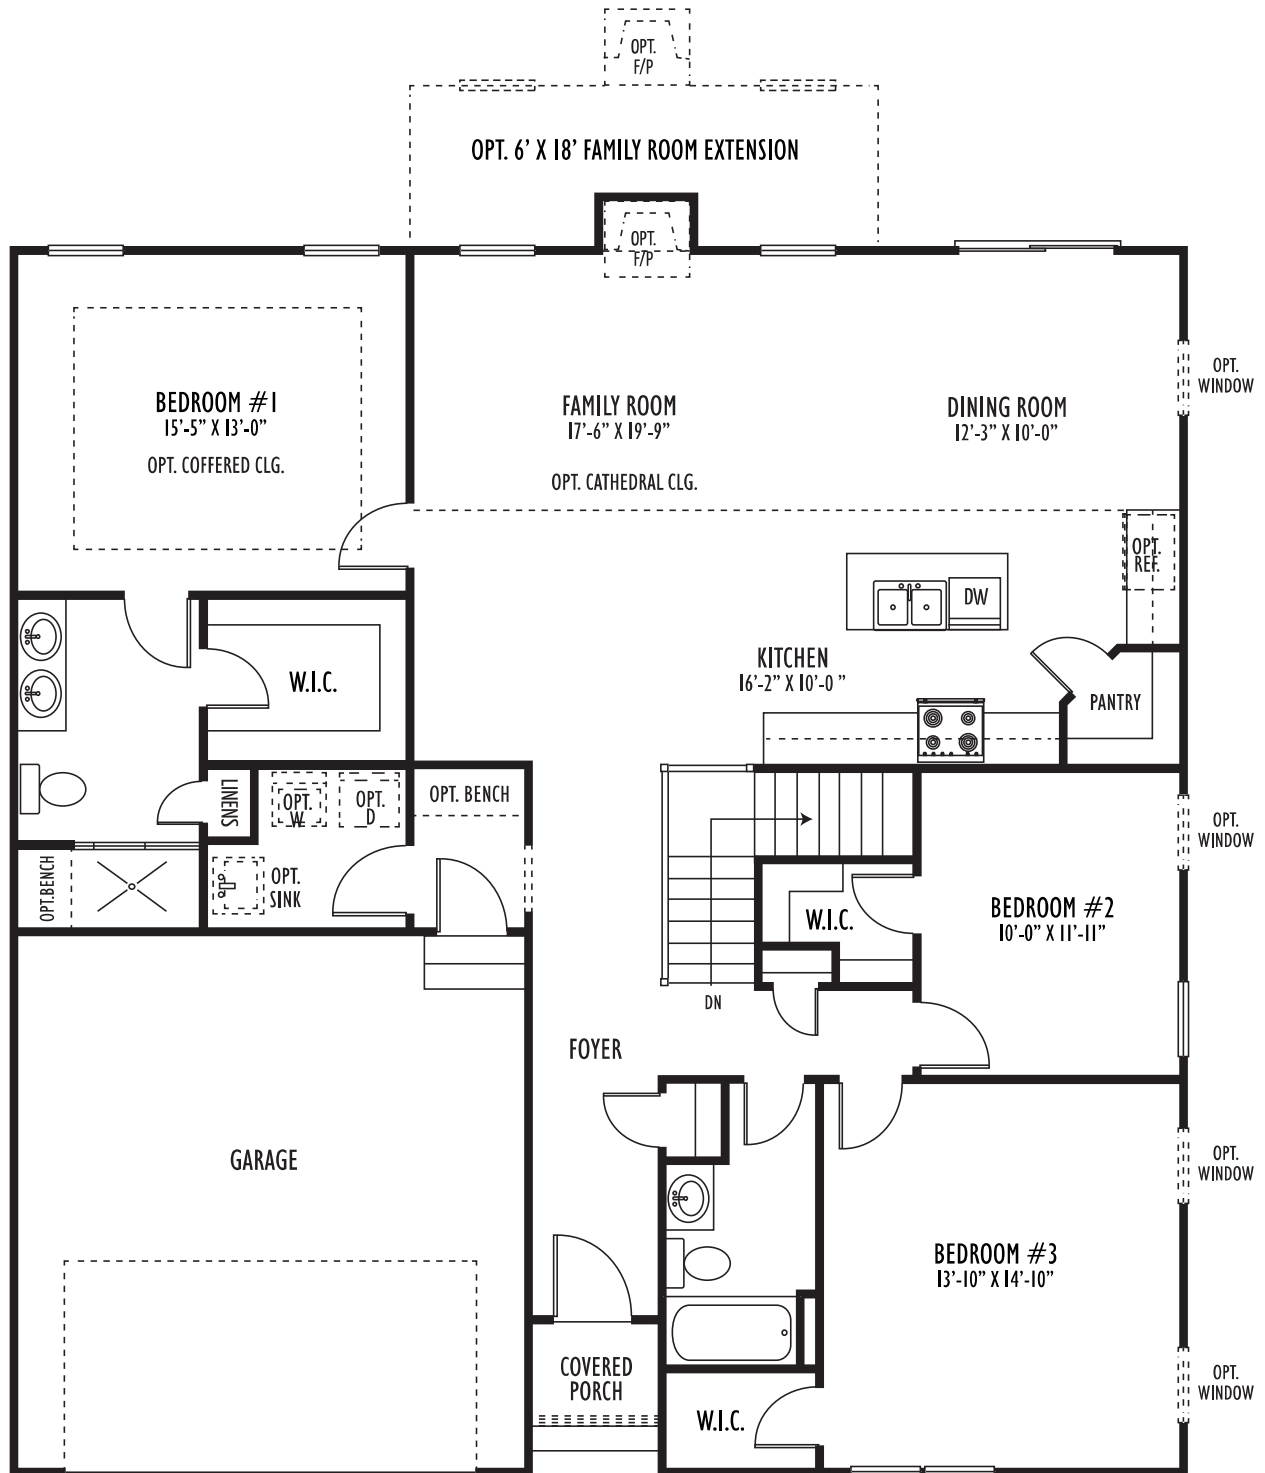 OPT.
F/P
OPT. 6' X 18' FAMILY ROOM EXTENSION
OPT.
F/P
BEDROOM #1
15'-5" X 13'-0"
OPT. COFFERED CLG.
FAMILY ROOM
17'-6" X 19'-9"
OPT. CATHEDRAL CLG.
DINING ROOM
12'-3" X 10'-0"
OPT.
WINDOW
OPT.
REF.
DW
KITCHEN
16'-2" X 10'-0 "
PANTRY
W.I.C.
LINENS
OPT.
W
OPT.
D
OPT. BENCH
OPT.BENCH
OPT.
SINK
OPT.
WINDOW
W.I.C.
BEDROOM #2
10'-0" X 11'-11"
DN
FOYER
GARAGE
OPT.
WINDOW
BEDROOM #3
13'-10" X 14'-10"
COVERED
PORCH
W.I.C.
OPT.
WINDOW